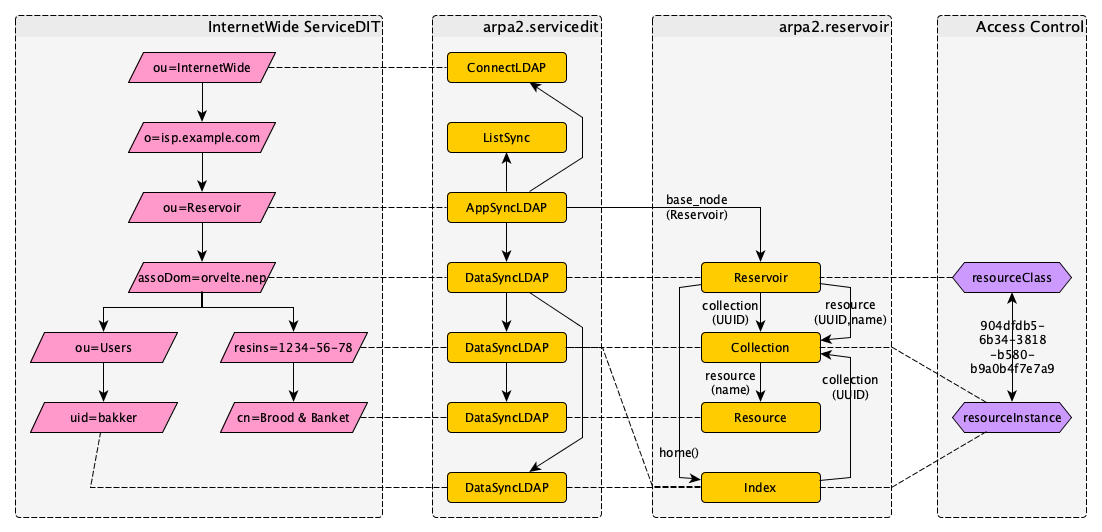 InternetWide ServiceDIT
arpa2.servicedit
arpa2.reservoir
Access Control
ou=InternetWide
ConnectLDAP
o=isp.example.com
ListSync
ou=Reservoir
AppSyncLDAP
base_node
(Reservoir)
assoDom=orvelte.nep
DataSyncLDAP
Reservoir
resourceClass
collection
(UUID)
resource
(UUID,name)
904dfdb5-
6b34-3818
-b580-
b9a0b4f7e7a9
ou=Users
resins=1234-56-78
DataSyncLDAP
Collection
resource
(name)
collection
(UUID)
uid=bakker
cn=Brood & Banket
DataSyncLDAP
Resource
resourceInstance
home()
DataSyncLDAP
Index